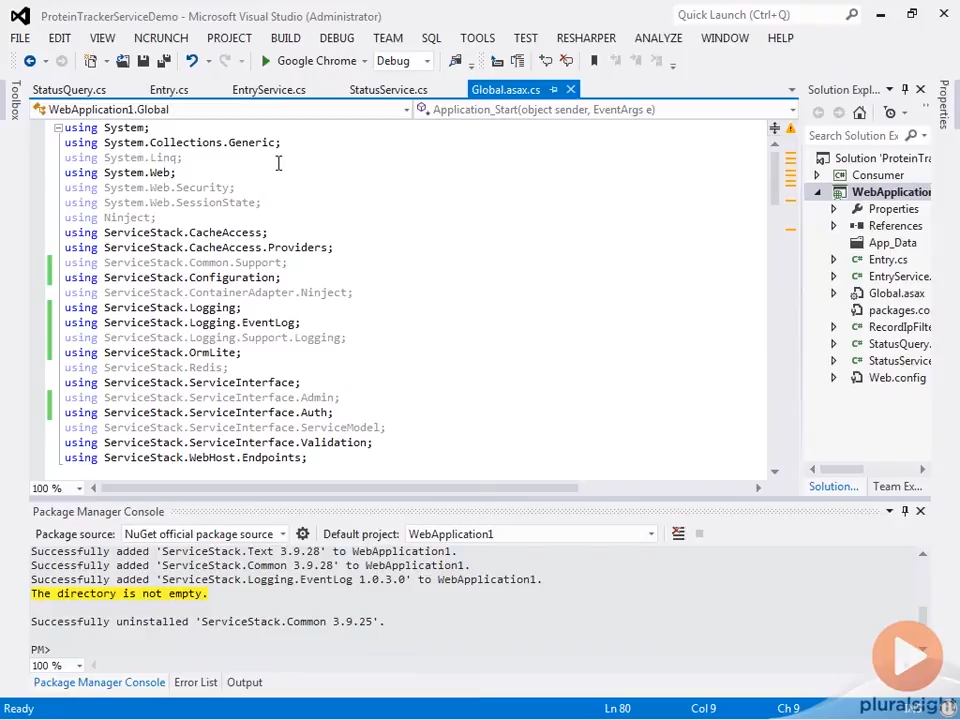 ProteinTrackerServiceDemo - Microsoft Visual Studio (Administrator)
Quick Launch (Ctrl+Q)
FILE EDIT VIEW NCRUNCH PROJECT BUILD DEBUG TEAM SQL TOOLS TEST RESHARPER ANALYZE WINDOW HELP
Google Chrome Debug
Toolbox
StatusQuery.cs Entry.cs EntryService.cs StatusService.cs Global.asax.cs
WebApplication1.Global Application_Start(object sender, EventArgs e)
using System;
using System.Collections.Generic;
using System.Linq;
using System.Web;
using System.Web.Security;
using System.Web.SessionState;
using Ninject;
using ServiceStack.CacheAccess;
using ServiceStack.CacheAccess.Providers;
using ServiceStack.Common.Support;
using ServiceStack.Configuration;
using ServiceStack.ContainerAdapter.Ninject;
using ServiceStack.Logging;
using ServiceStack.Logging.EventLog;
using ServiceStack.Logging.Support.Logging;
using ServiceStack.OrmLite;
using ServiceStack.Redis;
using ServiceStack.ServiceInterface;
using ServiceStack.ServiceInterface.Admin;
using ServiceStack.ServiceInterface.Auth;
using ServiceStack.ServiceInterface.ServiceModel;
using ServiceStack.ServiceInterface.Validation;
using ServiceStack.WebHost.Endpoints;
100 %
Solution Expl...
Search Solution Ex
Solution 'ProteinTra
Consumer
WebApplication
Properties
References
App_Data
Entry.cs
EntryService.
Global.asax
packages.co
RecordIpFilte
StatusQuery.
StatusService
Web.config
Solution... Team Ex...
Properties
Package Manager Console
Package source: NuGet official package source Default project: WebApplication1
Successfully added 'ServiceStack.Text 3.9.28' to WebApplication1.
Successfully added 'ServiceStack.Common 3.9.28' to WebApplication1.
Successfully added 'ServiceStack.Logging.EventLog 1.0.3.0' to WebApplication1.
The directory is not empty.
Successfully uninstalled 'ServiceStack.Common 3.9.25'.
PM>
100 %
Package Manager Console Error List Output
Ready Ln 80 Col 9 Ch 9
pluralsight